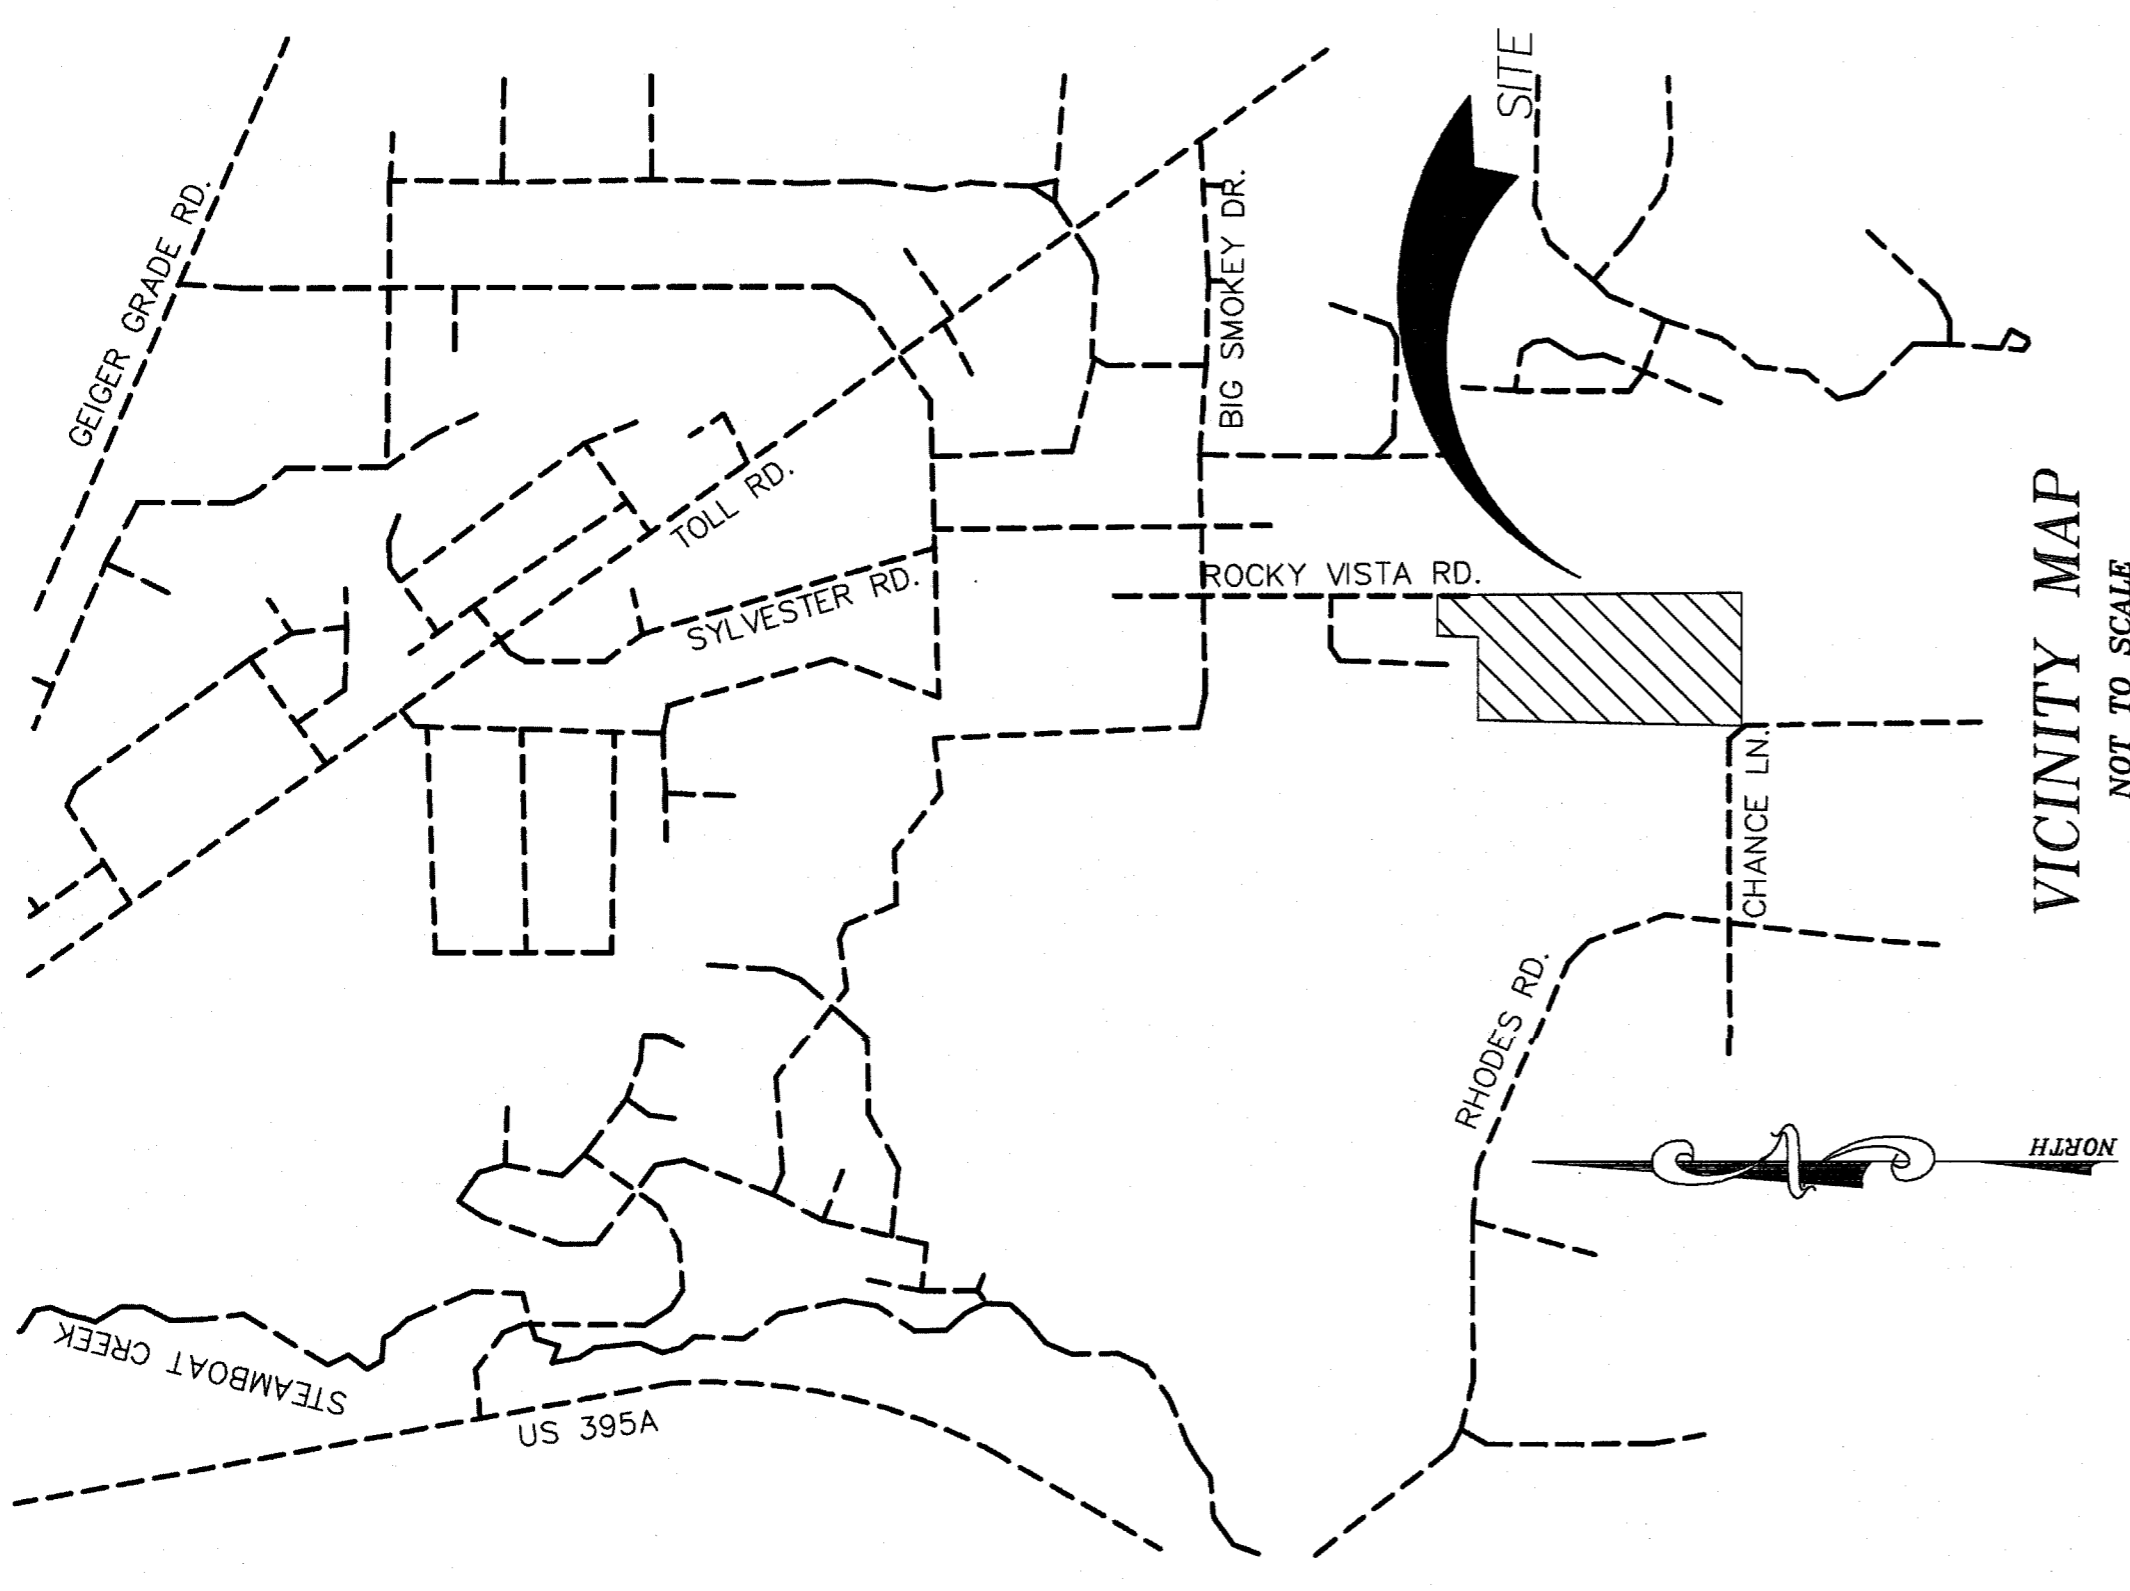 SITE
GEIGER GRADE RD.
BIG SMOKEY DR.
TOLL RD.
SYLVESTER RD.
ROCKY VISTA RD.
CHANCE LN.
RHODES RD.
STEAMBOAT CREEK
US 395A
NORTH
VICINITY MAP
NOT TO SCALE